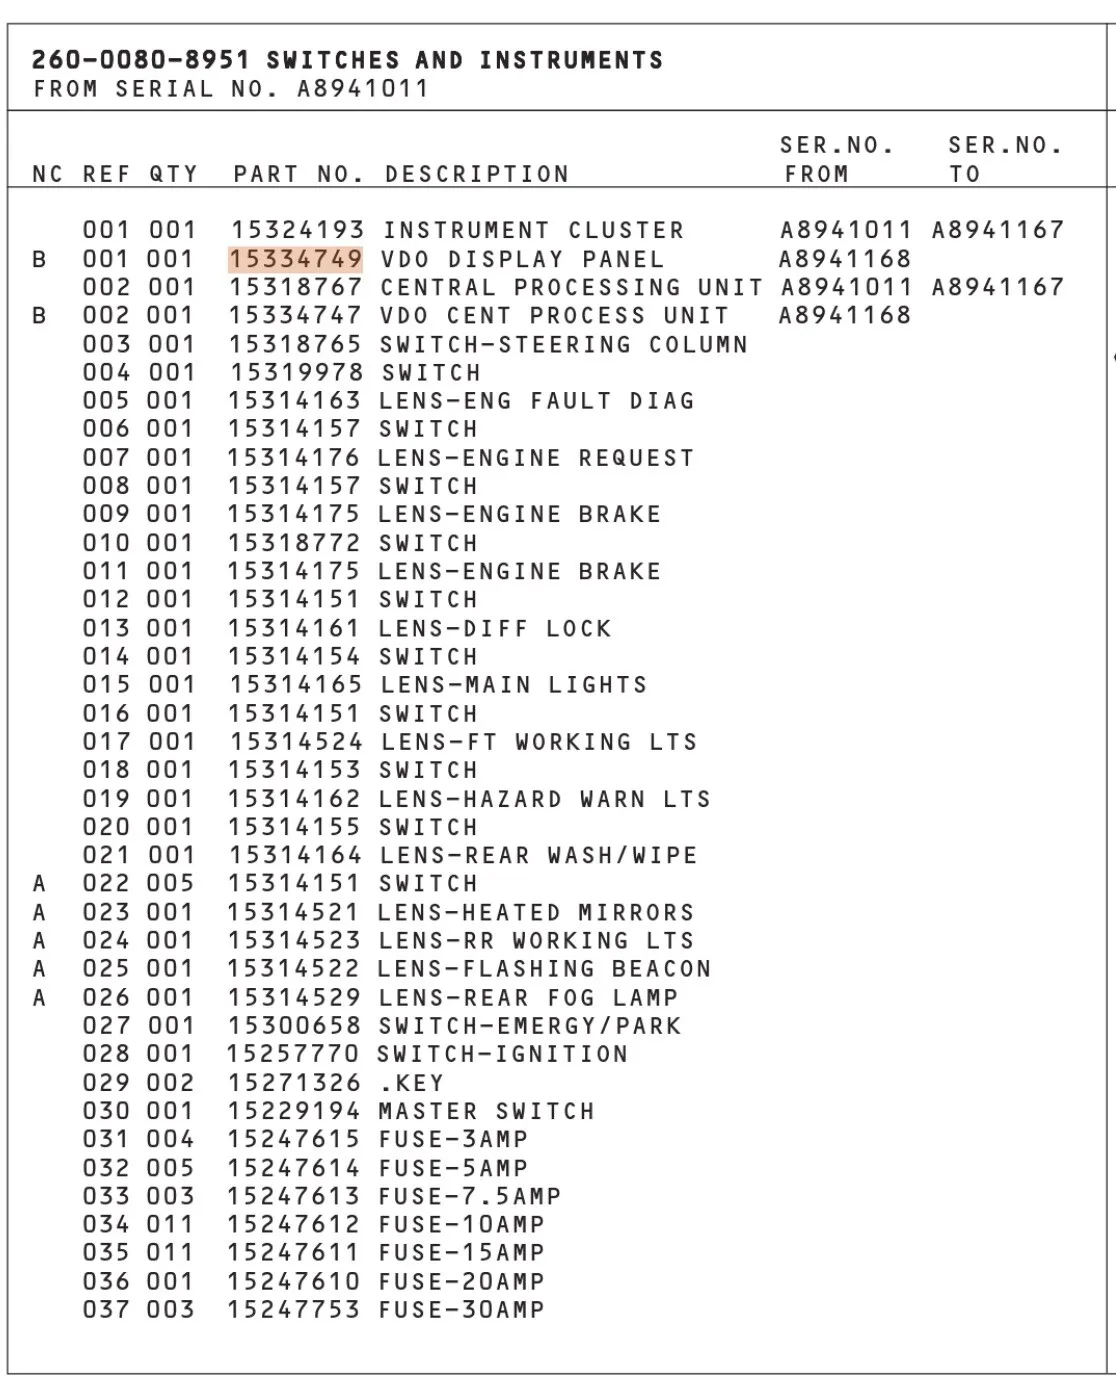 260-0080-8951 SWITCHES AND INSTRUMENTS
FROM SERIAL NO. A8941011
SER.NO. SER.NO.
NC REF QTY PART NO. DESCRIPTION FROM TO
001 001 15324193 INSTRUMENT CLUSTER A8941011 A8941167
B 001 001 15334749 VDO DISPLAY PANEL A8941168
002 001 15318767 CENTRAL PROCESSING UNIT A8941011 A8941167
B 002 001 15334747 VDO CENT PROCESS UNIT A8941168
003 001 15318765 SWITCH-STEERING COLUMN
004 001 15319978 SWITCH
005 001 15314163 LENS-ENG FAULT DIAG
006 001 15314157 SWITCH
007 001 15314176 LENS-ENGINE REQUEST
008 001 15314157 SWITCH
009 001 15314175 LENS-ENGINE BRAKE
010 001 15318772 SWITCH
011 001 15314175 LENS-ENGINE BRAKE
012 001 15314151 SWITCH
013 001 15314161 LENS-DIFF LOCK
014 001 15314154 SWITCH
015 001 15314165 LENS-MAIN LIGHTS
016 001 15314151 SWITCH
017 001 15314524 LENS-FT WORKING LTS
018 001 15314153 SWITCH
019 001 15314162 LENS-HAZARD WARN LTS
020 001 15314155 SWITCH
021 001 15314164 LENS-REAR WASH/WIPE
A 022 005 15314151 SWITCH
A 023 001 15314521 LENS-HEATED MIRRORS
A 024 001 15314523 LENS-RR WORKING LTS
A 025 001 15314522 LENS-FLASHING BEACON
A 026 001 15314529 LENS-REAR FOG LAMP
027 001 15300658 SWITCH-EMERGY/PARK
028 001 15257770 SWITCH-IGNITION
029 002 15271326 .KEY
030 001 15229194 MASTER SWITCH
031 004 15247615 FUSE-3AMP
032 005 15247614 FUSE-5AMP
033 003 15247613 FUSE-7.5AMP
034 011 15247612 FUSE-10AMP
035 011 15247611 FUSE-15AMP
036 001 15247610 FUSE-20AMP
037 003 15247753 FUSE-30AMP